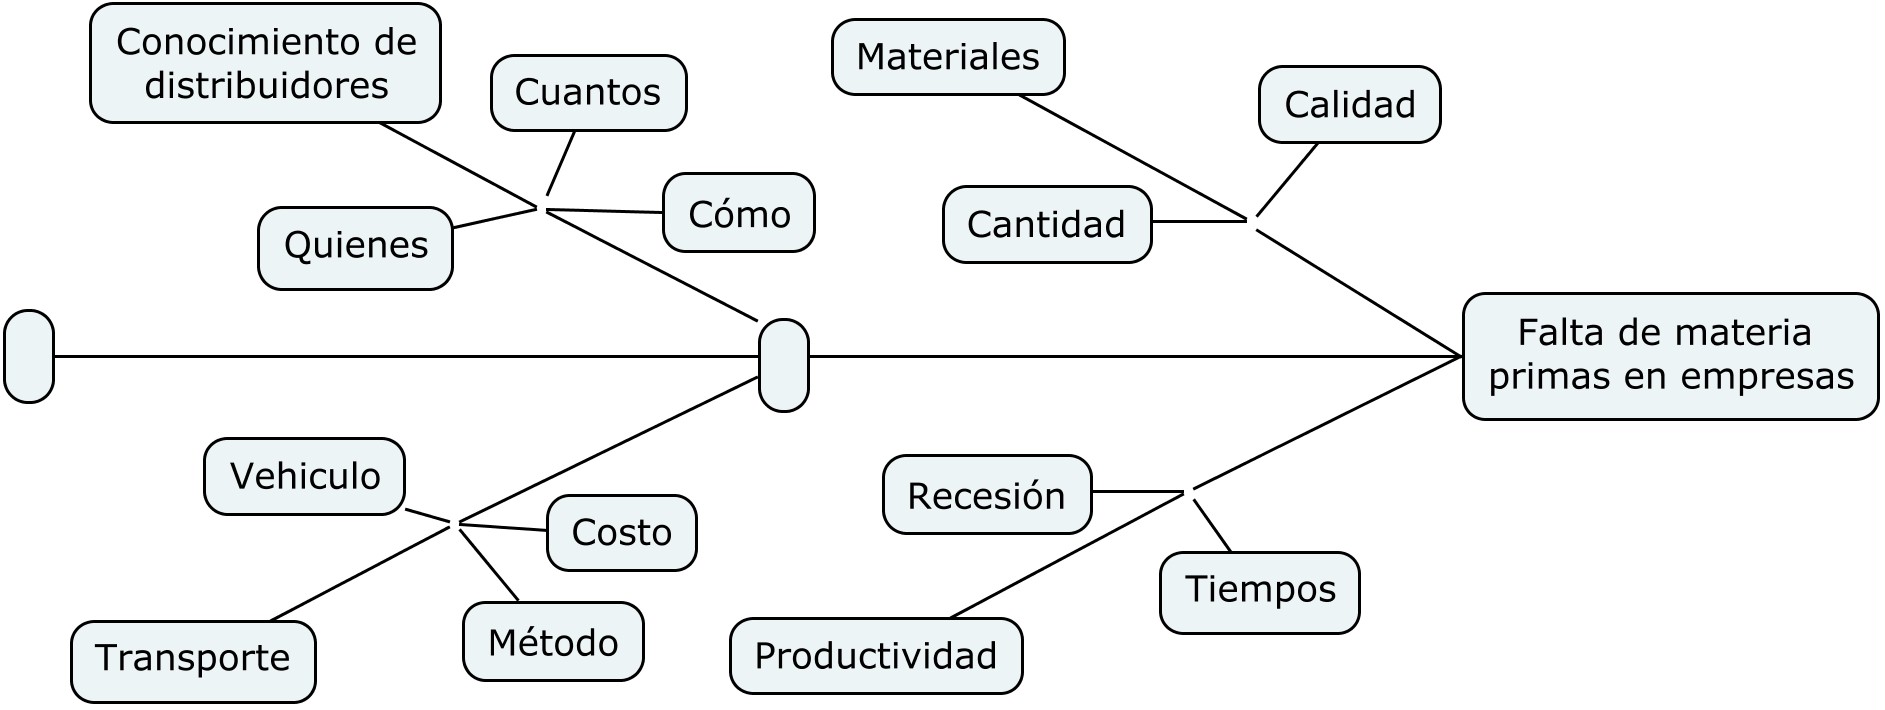 Conocimiento de
distribuidores
Cuantos
Quienes
Cómo
Materiales
Calidad
Cantidad
Falta de materia
primas en empresas
Vehiculo
Costo
Método
Transporte
Recesión
Tiempos
Productividad